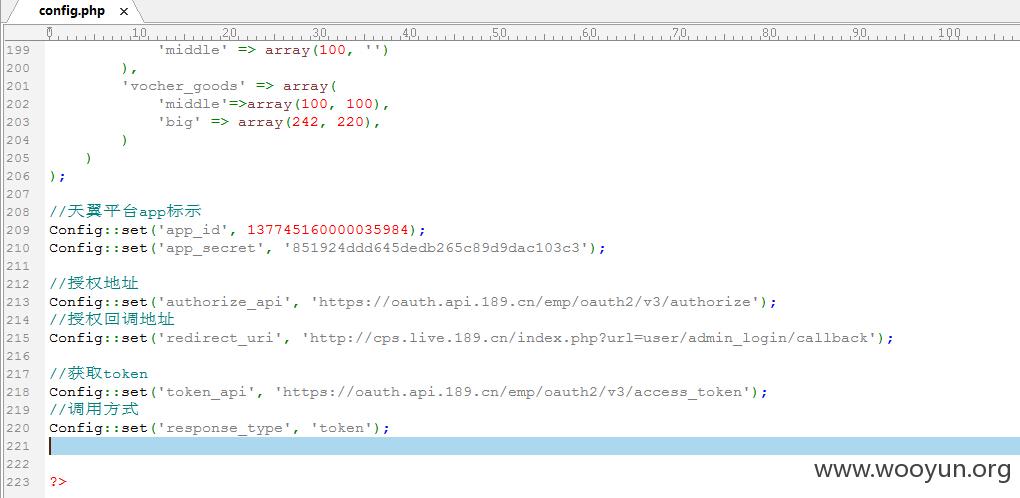 config.php ×
0 10 20 30 40 50 60 70 80 90 100
199 'middle' => array(100, '')
200 ),
201 'vocher_goods' => array(
202 'middle'=>array(100, 100),
203 'big' => array(242, 220),
204 )
205 )
206 );
207
208 //天翼平台app标示
209 Config::set('app_id', 137745160000035984);
210 Config::set('app_secret', '851924ddd645dedb265c89d9dac103c3');
211
212 //授权地址
213 Config::set('authorize_api', 'https://oauth.api.189.cn/emp/oauth2/v3/authorize');
214 //授权回调地址
215 Config::set('redirect_uri', 'http://cps.live.189.cn/index.php?url=user/admin_login/callback');
216
217 //获取token
218 Config::set('token_api', 'https://oauth.api.189.cn/emp/oauth2/v3/access_token');
219 //调用方式
220 Config::set('response_type', 'token');
221
222
223 ?>
www.wooyun.org